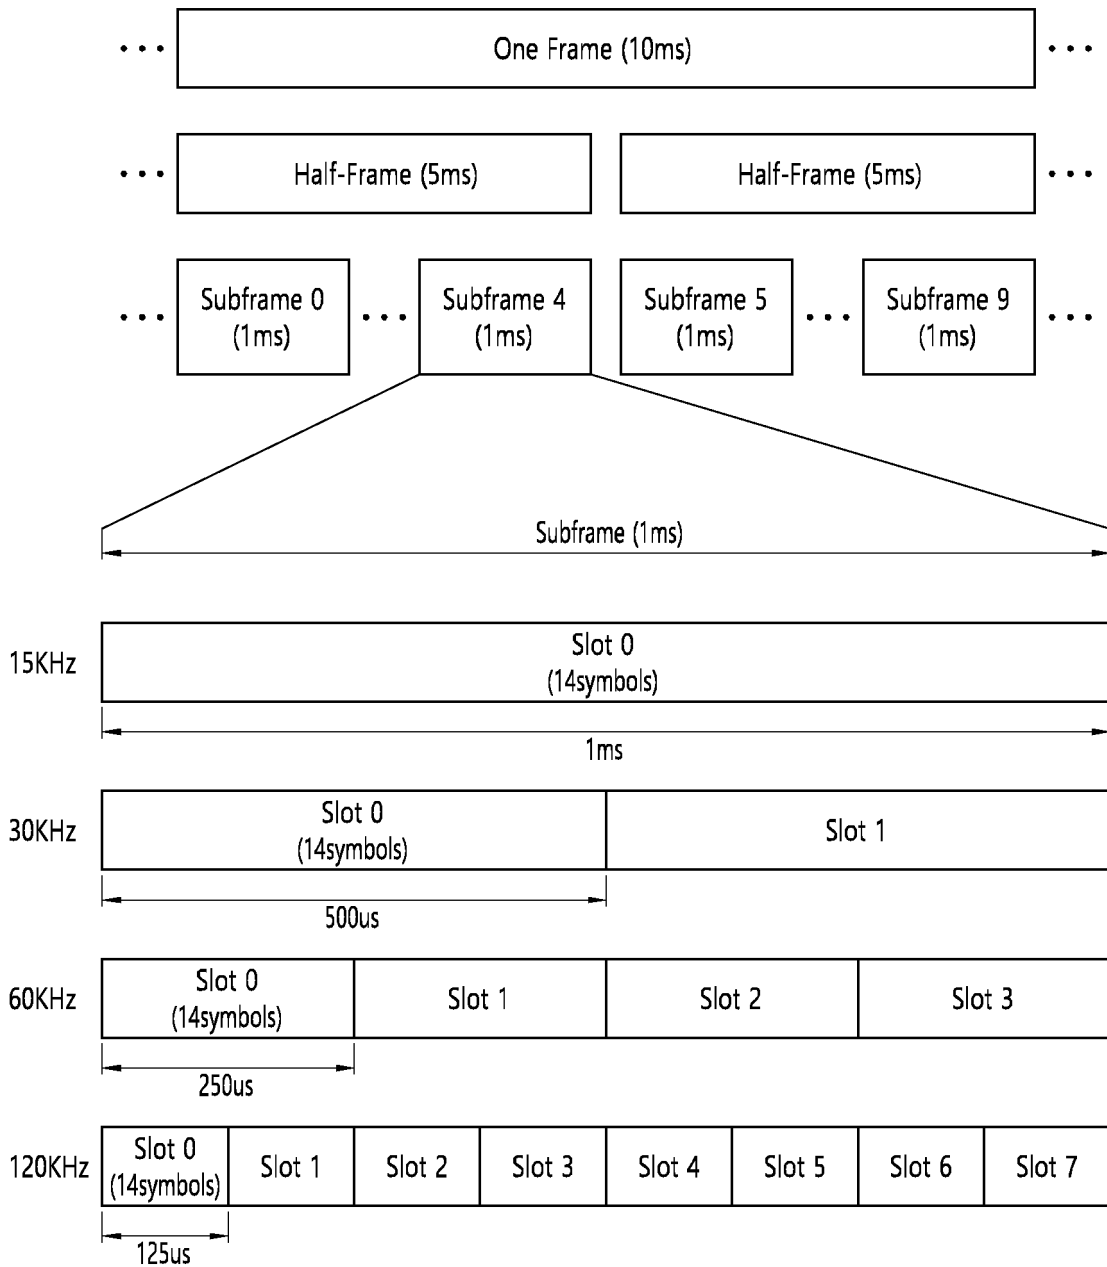 One Frame (10ms)
Half-Frame (5ms)
Half-Frame (5ms)
Subframe 0
(1ms)
Subframe 4
(1ms)
Subframe 5
(1ms)
Subframe 9
(1ms)
Subframe (1ms)
15KHz
Slot 0
(14symbols)
1ms
30KHz
Slot 0
(14symbols)
Slot 1
500us
60KHz
Slot 0
(14symbols)
Slot 1
Slot 2
Slot 3
250us
120KHz
Slot 0
(14symbols)
Slot 1
Slot 2
Slot 3
Slot 4
Slot 5
Slot 6
Slot 7
125us